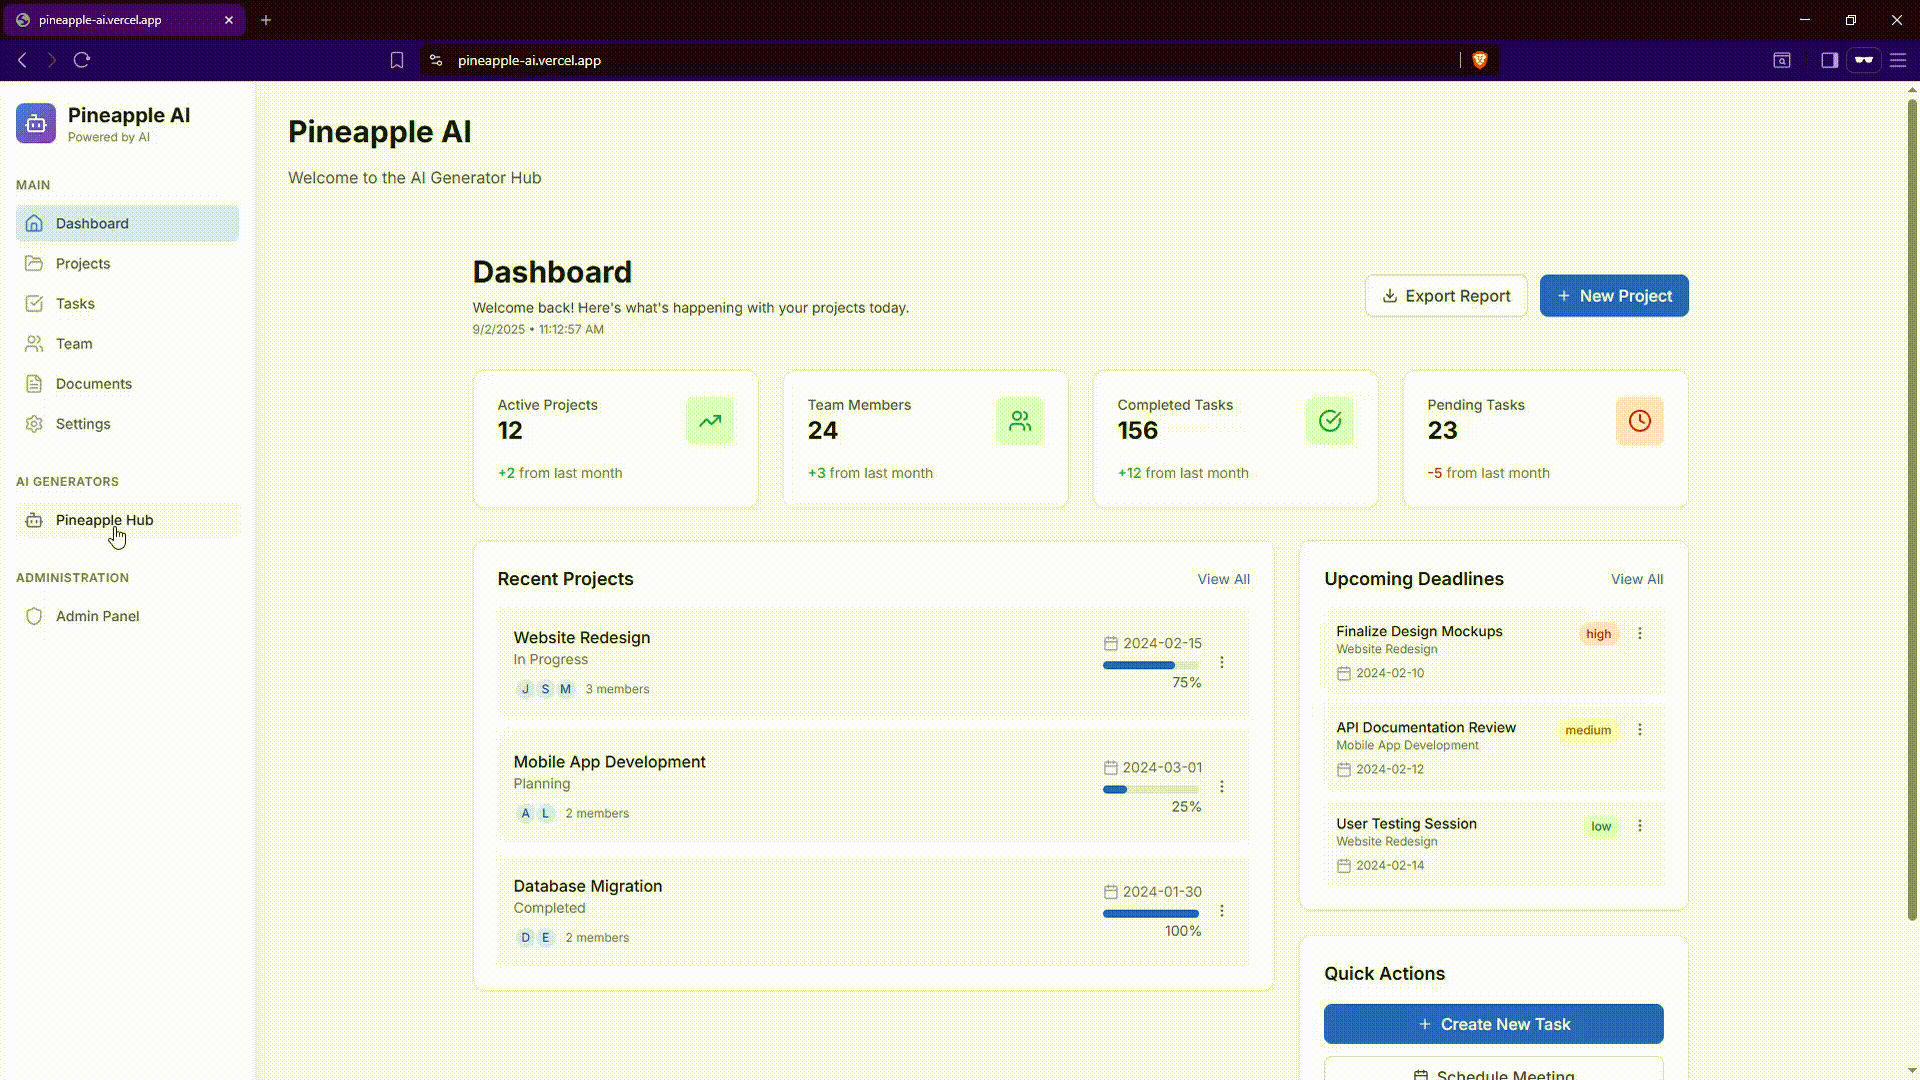 pineapple-ai.vercel.app
pineapple-ai.vercel.app
Pineapple AI
Powered by AI
MAIN
Dashboard
Projects
Tasks
Team
Documents
Settings
AI GENERATORS
Pineapple Hub
ADMINISTRATION
Admin Panel
Pineapple AI
Welcome to the AI Generator Hub
Dashboard
Welcome back! Here's what's happening with your projects today.
9/2/2025 • 11:12:57 AM
Export Report
New Project
Active Projects
12
+2 from last month
Team Members
24
+3 from last month
Completed Tasks
156
+12 from last month
Pending Tasks
23
-5 from last month
Recent Projects
View All
Website Redesign
In Progress
J S M 3 members
2024-02-15
75%
Mobile App Development
Planning
A L 2 members
2024-03-01
25%
Database Migration
Completed
D E 2 members
2024-01-30
100%
Upcoming Deadlines
View All
Finalize Design Mockups
high
Website Redesign
2024-02-10
API Documentation Review
medium
Mobile App Development
2024-02-12
User Testing Session
low
Website Redesign
2024-02-14
Quick Actions
Create New Task
Schedule Meeting